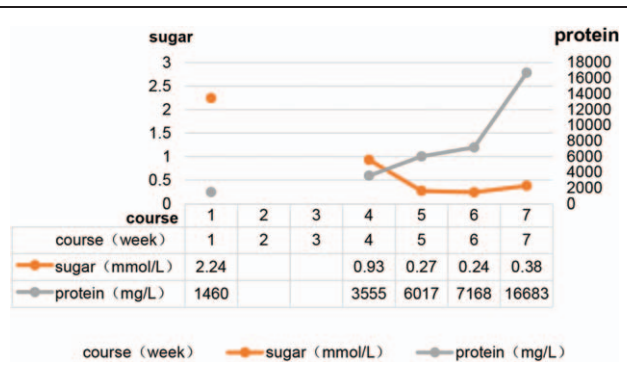 sugar protein
3 18000
16000
2.5 14000
2 12000
10000
1.5 8000
1 6000
4000
0.5 2000
0 0
course 1 2 3 4 5 6 7
course（week） 1 2 3 4 5 6 7
sugar（mmol/L） 2.24 0.93 0.27 0.24 0.38
protein（mg/L） 1460 3555 6017 7168 16683
course（week） sugar（mmol/L） protein（mg/L）